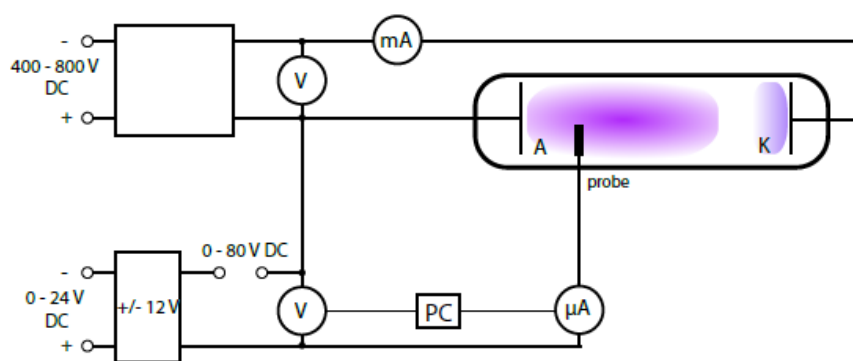 -
mA
400 - 800 V
DC
V
+
A
K
probe
0 - 80 V DC
-
0 - 24 V
DC
+/- 12 V
V
PC
µA
+